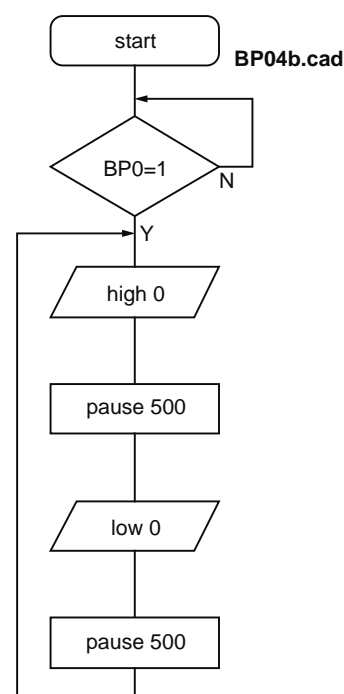 start
BP04b.cad
BP0=1
N
Y
high 0
pause 500
low 0
pause 500